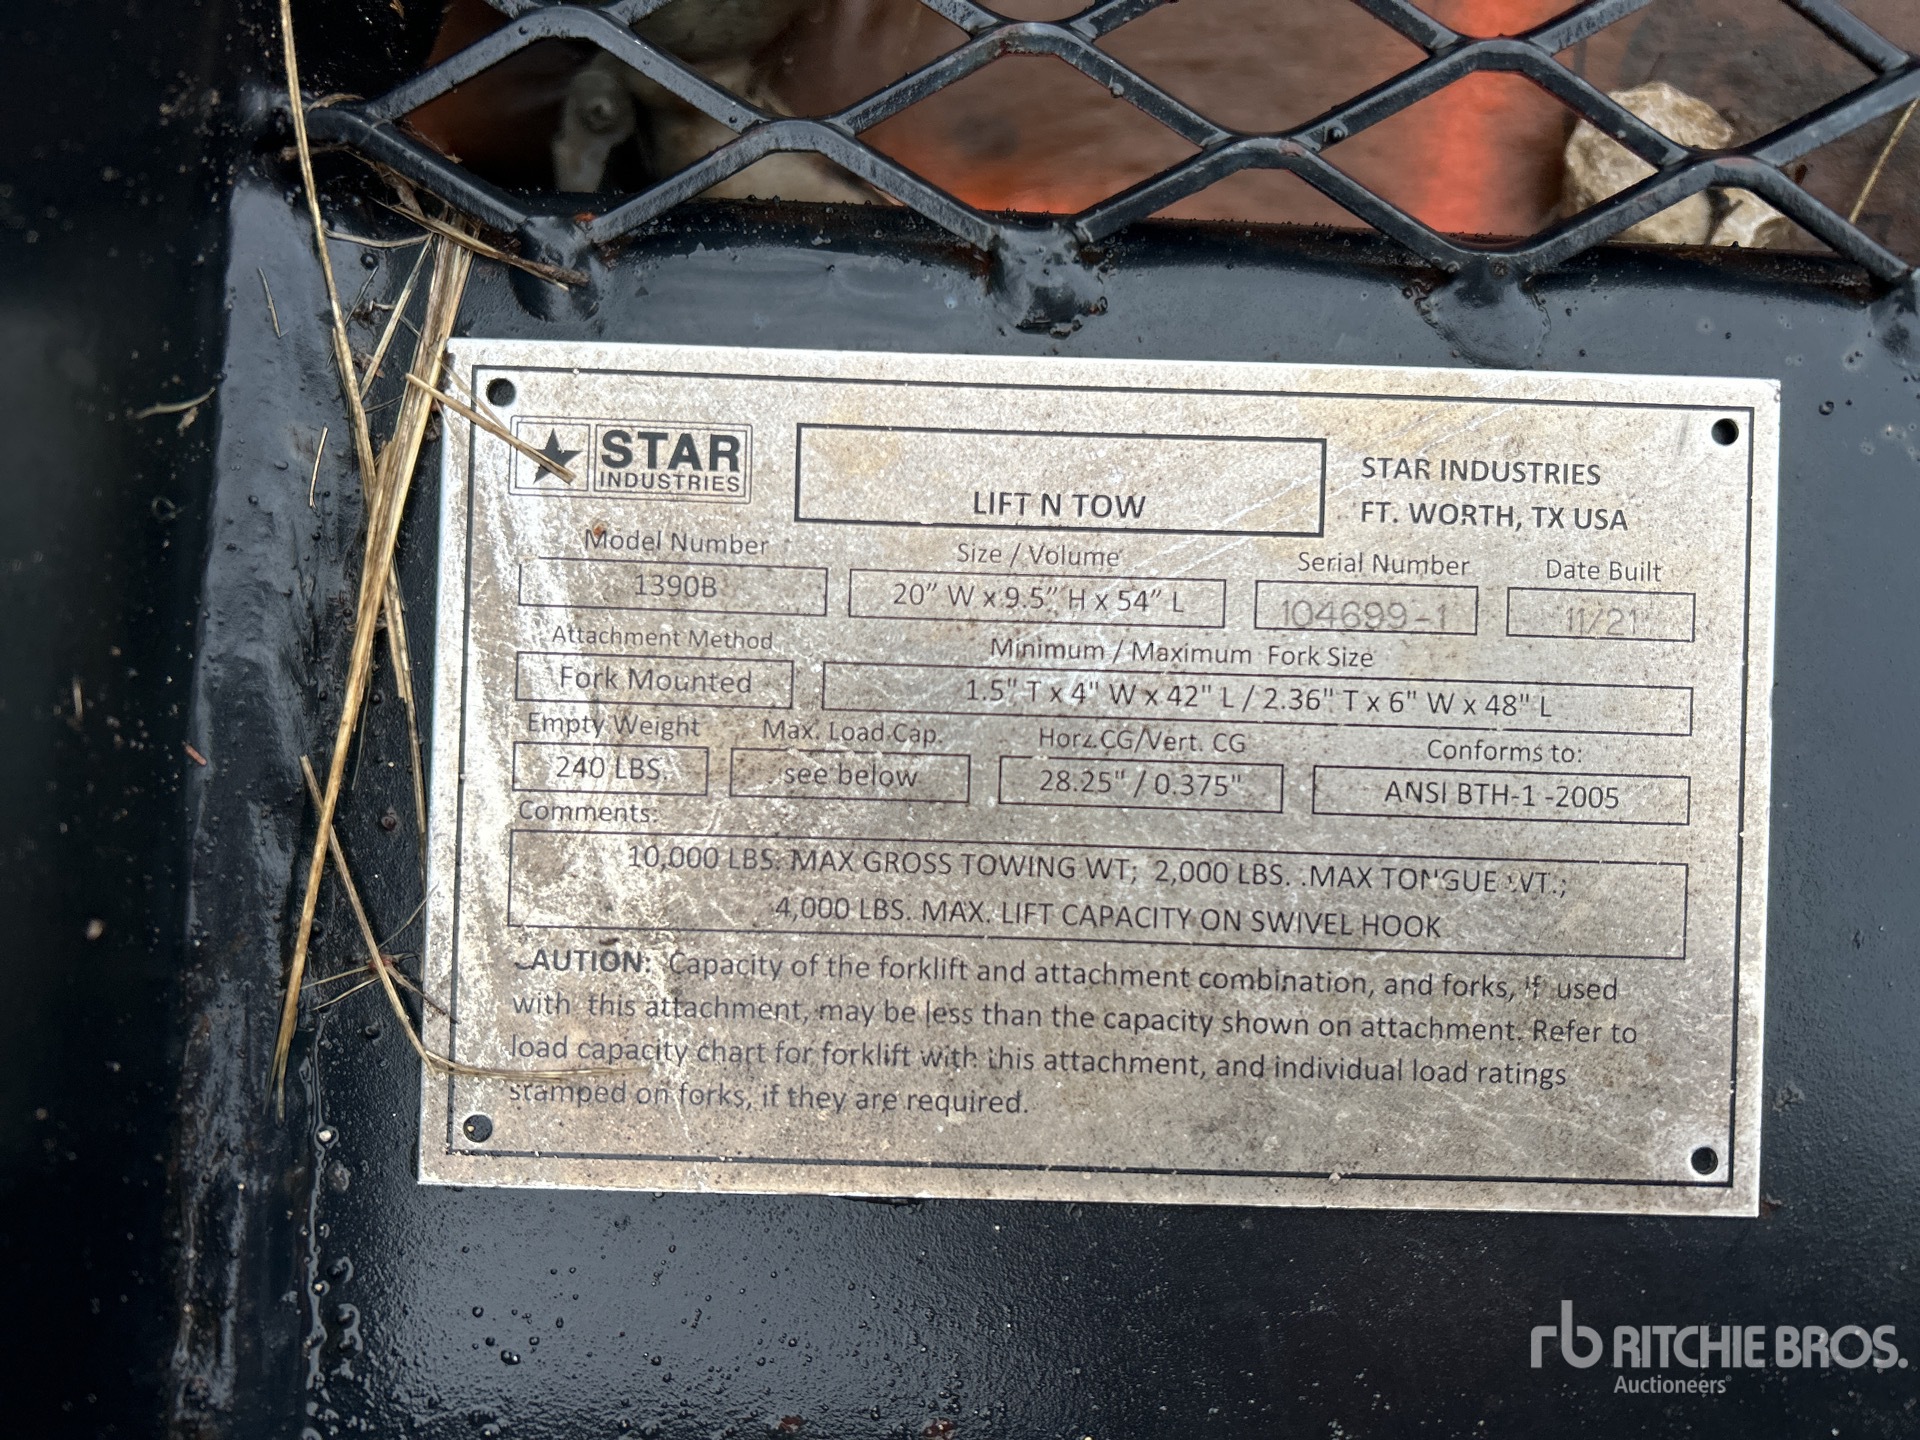 STAR
INDUSTRIES
LIFT N TOW
STAR INDUSTRIES
FT. WORTH, TX USA
Model Number
Size / Volume
Serial Number
Date Built
1390B
20" W x 9.5" H x 54" L
104699-1
11/21
Attachment Method
Minimum / Maximum Fork Size
Fork Mounted
1.5" T x 4" W x 42" L / 2.36" T x 6" W x 48" L
Empty Weight
Max. Load Cap.
Horz CG/Vert. CG
Conforms to:
240 LBS.
see below
28.25" / 0.375"
ANSI BTH-1 -2005
Comments:
10,000 LBS. MAX GROSS TOWING WT; 2,000 LBS. .MAX TONGUE WT.;
4,000 LBS. MAX. LIFT CAPACITY ON SWIVEL HOOK
CAUTION: Capacity of the forklift and attachment combination, and forks, if used
with this attachment, may be less than the capacity shown on attachment. Refer to
load capacity chart for forklift with this attachment, and individual load ratings
stamped on forks, if they are required.
rb RITCHIE BROS.
Auctioneers